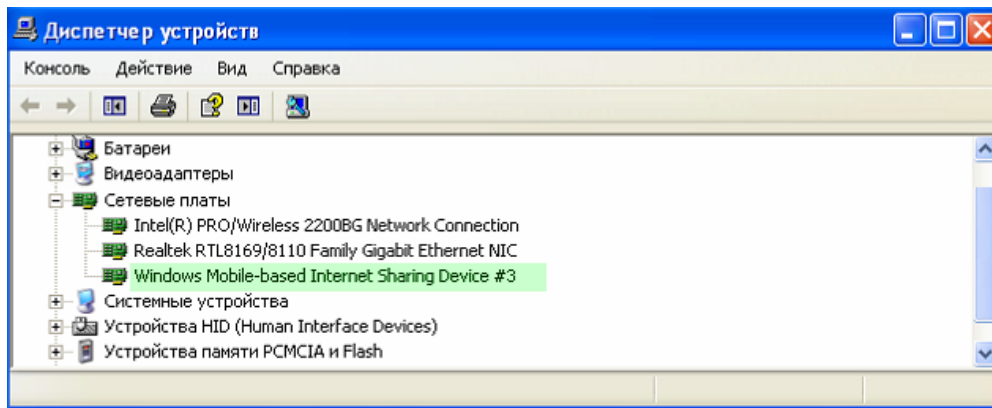 Диспетчер устройств
Консоль Действие Вид Справка
Батареи
Видеоадаптеры
Сетевые платы
Intel(R) PRO/Wireless 2200BG Network Connection
Realtek RTL8169/8110 Family Gigabit Ethernet NIC
Windows Mobile-based Internet Sharing Device #3
Системные устройства
Устройства HID (Human Interface Devices)
Устройства памяти PCMCIA и Flash